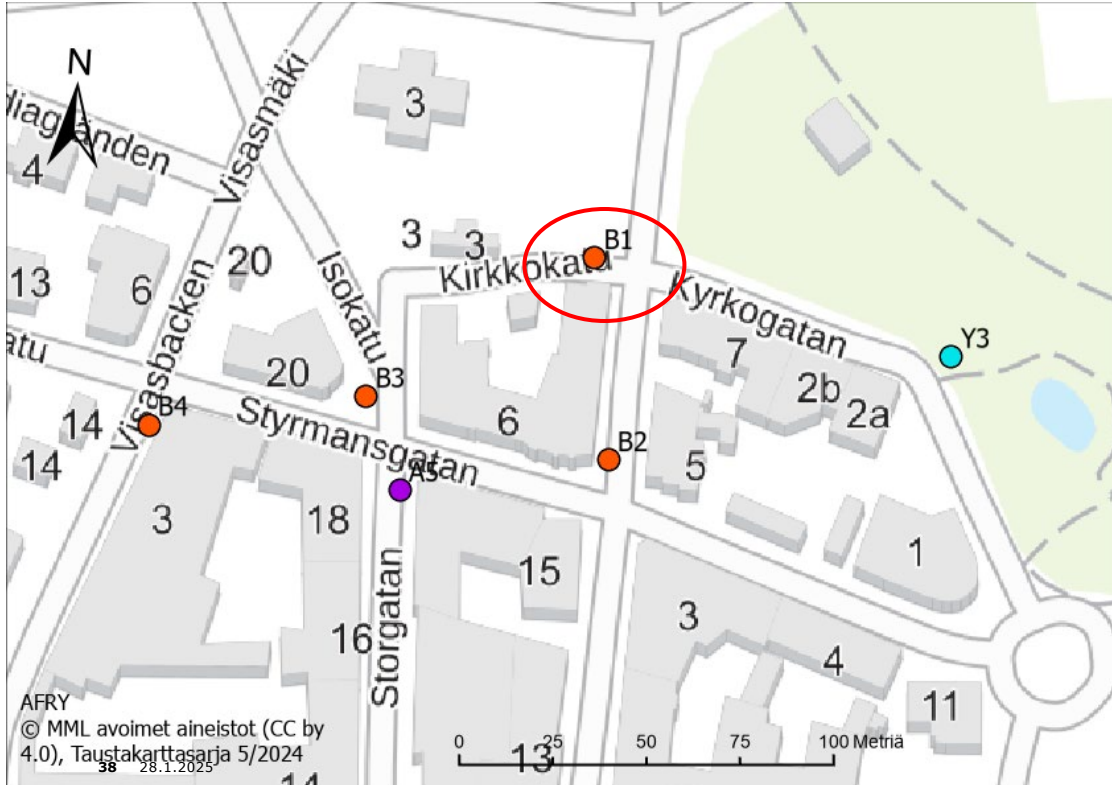 N
diagränden
4
13
6
20
Visasmäki
Visasbacken
3
3
3
B1
Kirkkokatu
Isokatu
Kyrkogatan
Y3
7
2b
2a
20
B3
B4
atu
14
14
Styrmansgatan
6
B2
5
A5
3
18
15
1
16
Storgatan
3
4
11
13
14
AFRY
© MML avoimet aineistot (CC by
4.0), Taustakarttasarja 5/2024
38 28.1.2025
0 25 50 75 100 Metriä